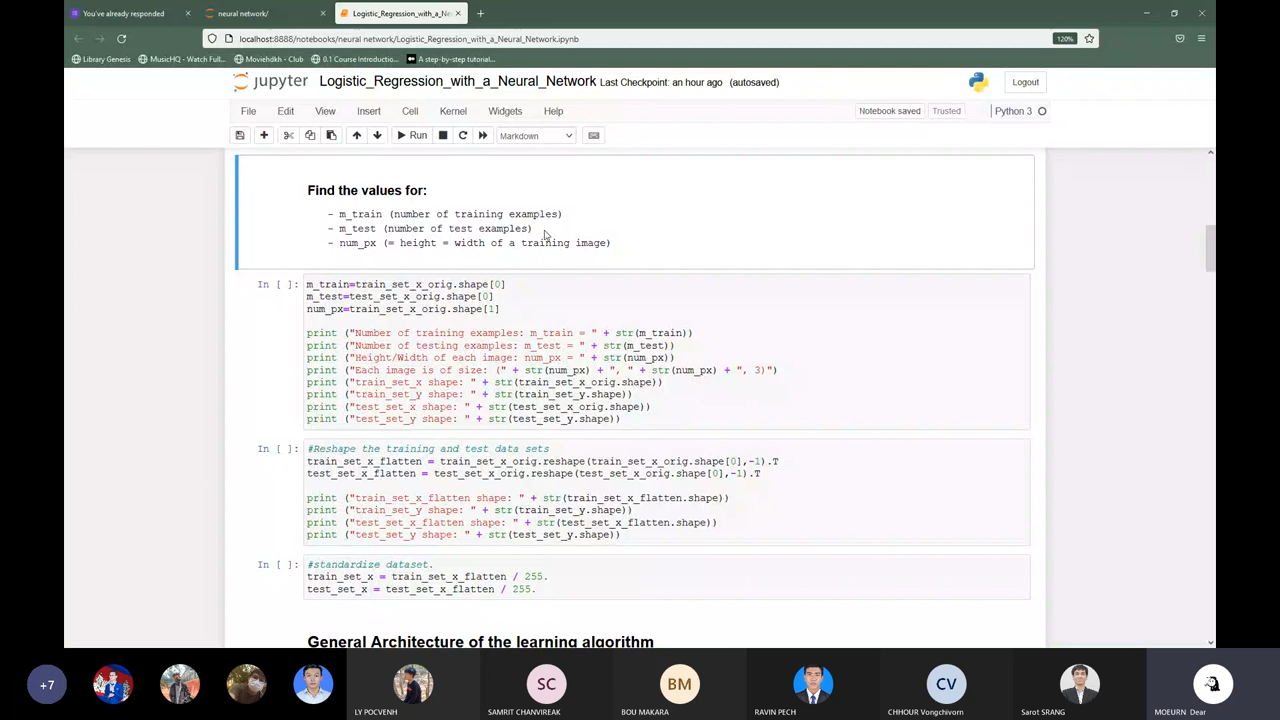 You've already responded
neural network/
Logistic_Regression_with_a_Ne
localhost:8888/notebooks/neural network/Logistic_Regression_with_a_Neural_Network.ipynb
120%
Library Genesis
MusicHQ - Watch Full...
Moviehdkh - Club
0.1 Course Introductio...
A step-by-step tutorial...
jupyter
Logistic_Regression_with_a_Neural_Network Last Checkpoint: an hour ago (autosaved)
Logout
File Edit View Insert Cell Kernel Widgets Help
Notebook saved
Trusted
Python 3
Run
Markdown
Find the values for:
- m_train (number of training examples)
- m_test (number of test examples)
- num_px (= height = width of a training image)
In [ ]:
m_train=train_set_x_orig.shape[0]
m_test=test_set_x_orig.shape[0]
num_px=train_set_x_orig.shape[1]
print ("Number of training examples: m_train = " + str(m_train))
print ("Number of testing examples: m_test = " + str(m_test))
print ("Height/Width of each image: num_px = " + str(num_px))
print ("Each image is of size: (" + str(num_px) + ", " + str(num_px) + ", 3)")
print ("train_set_x shape: " + str(train_set_x_orig.shape))
print ("train_set_y shape: " + str(train_set_y.shape))
print ("test_set_x shape: " + str(test_set_x_orig.shape))
print ("test_set_y shape: " + str(test_set_y.shape))
In [ ]:
#Reshape the training and test data sets
train_set_x_flatten = train_set_x_orig.reshape(train_set_x_orig.shape[0],-1).T
test_set_x_flatten = test_set_x_orig.reshape(test_set_x_orig.shape[0],-1).T
print ("train_set_x_flatten shape: " + str(train_set_x_flatten.shape))
print ("train_set_y shape: " + str(train_set_y.shape))
print ("test_set_x_flatten shape: " + str(test_set_x_flatten.shape))
print ("test_set_y shape: " + str(test_set_y.shape))
In [ ]:
#standardize dataset.
train_set_x = train_set_x_flatten / 255.
test_set_x = test_set_x_flatten / 255.
General Architecture of the learning algorithm
+7
SC
BM
CV
LY POCVENH
SAMRIT CHANVIREAK
BOU MAKARA
RAVIN PECH
CHHOUR Vongchivorn
Sarot SRANG
MOEURN Dear